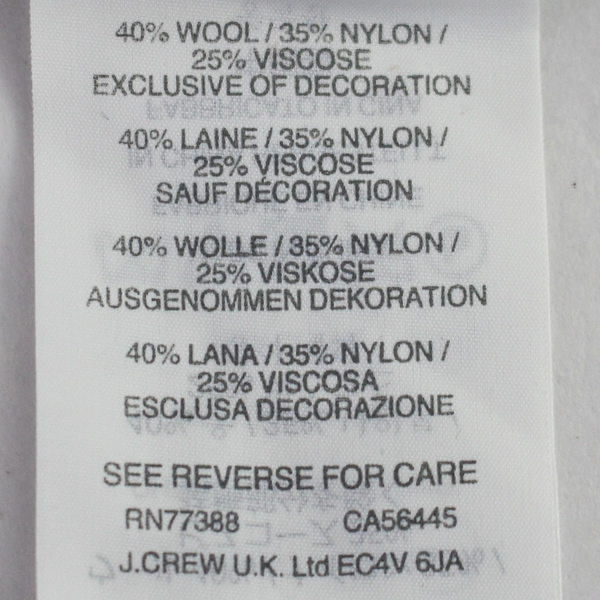 40% WOOL / 35% NYLON /
25% VISCOSE
EXCLUSIVE OF DECORATION
40% LAINE / 35% NYLON /
25% VISCOSE
SAUF DÉCORATION
40% WOLLE / 35% NYLON /
25% VISKOSE
AUSGENOMMEN DEKORATION
40% LANA / 35% NYLON /
25% VISCOSA
ESCLUSA DECORAZIONE
SEE REVERSE FOR CARE
RN77388 CA56445
J.CREW U.K. Ltd EC4V 6JA